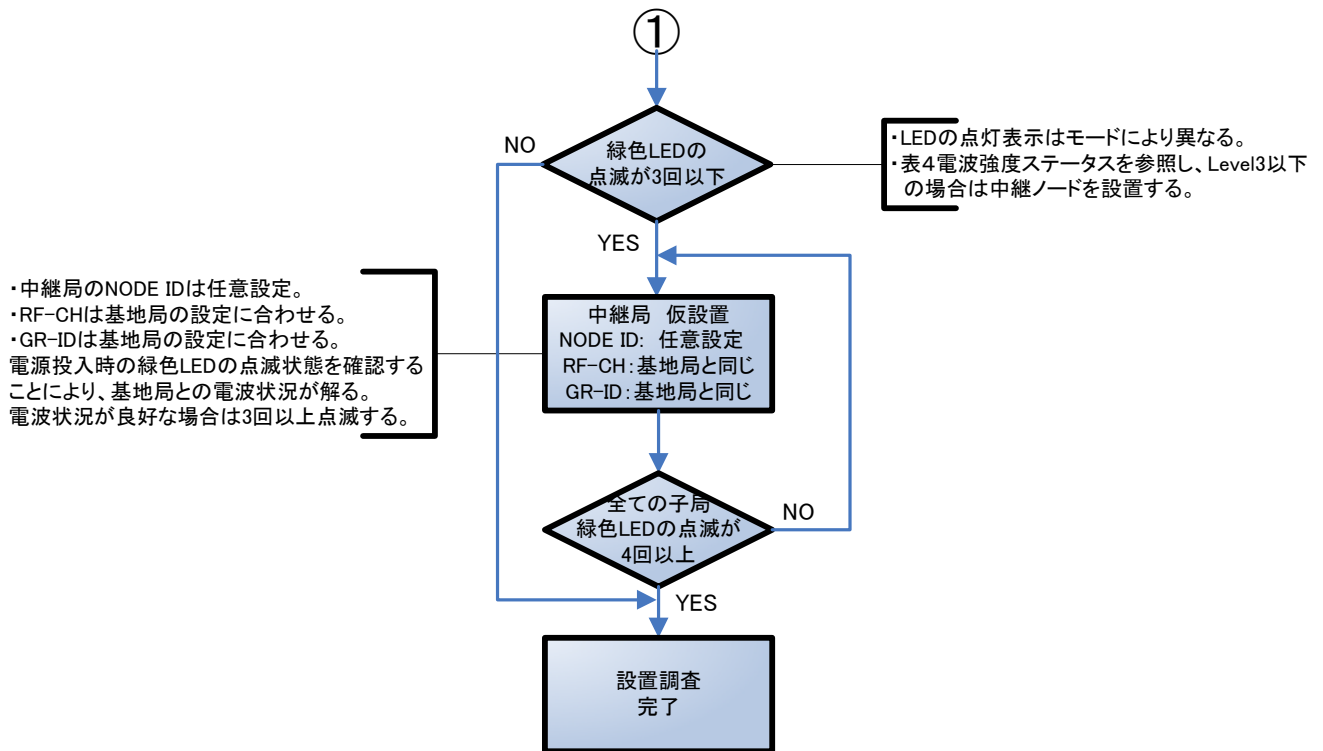 ①
緑色LEDの
点滅が3回以下
NO
YES
・LEDの点灯表示はモードにより異なる。
・表4電波強度ステータスを参照し、Level3以下
の場合は中継ノードを設置する。
・中継局のNODE IDは任意設定。
・RF-CHは基地局の設定に合わせる。
・GR-IDは基地局の設定に合わせる。
電源投入時の緑色LEDの点滅状態を確認する
ことにより、基地局との電波状況が解る。
電波状況が良好な場合は3回以上点滅する。
中継局 仮設置
NODE ID: 任意設定
RF-CH:基地局と同じ
GR-ID:基地局と同じ
全ての子局
緑色LEDの点滅が
4回以上
NO
YES
設置調査
完了